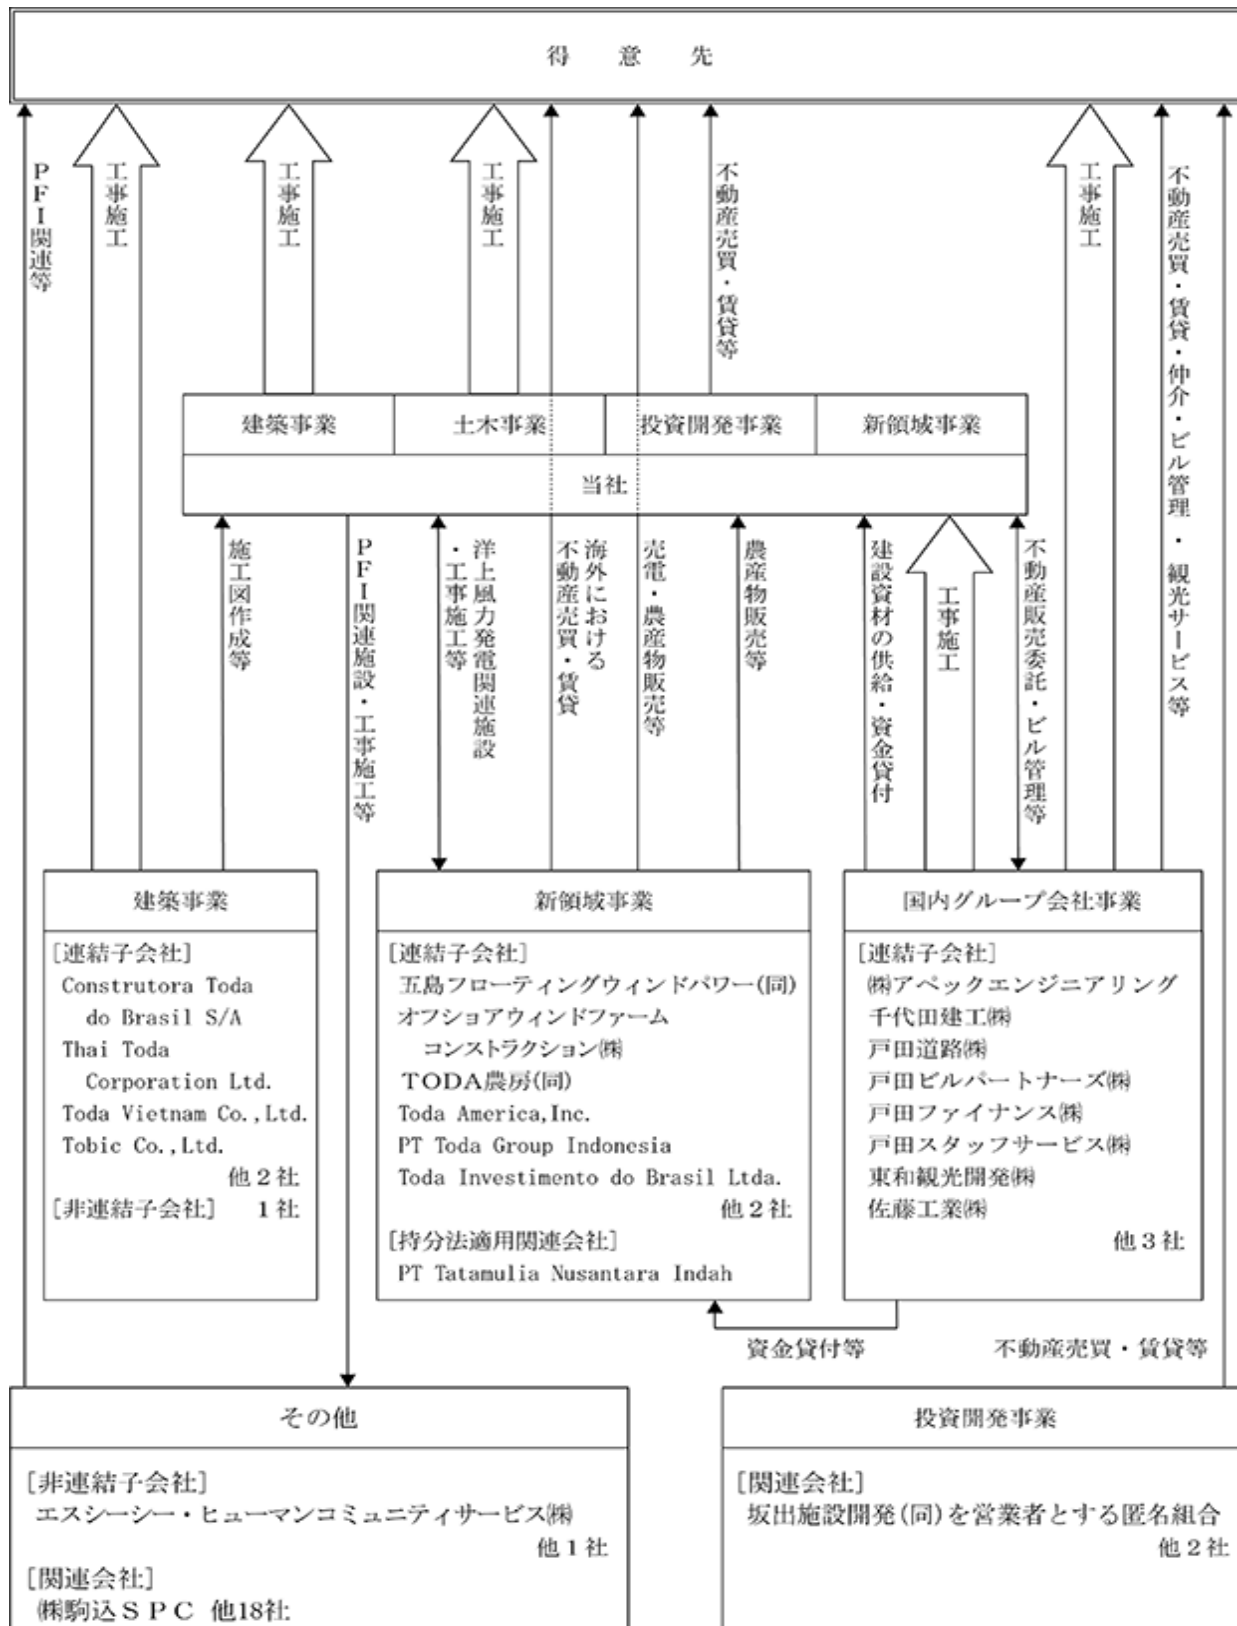 得意先
PFI関連等
工事施工
工事施工
工事施工
不動産売買・賃貸等
工事施工
不動産売買・賃貸・仲介・ビル管理・観光サービス等
建築事業
土木事業
投資開発事業
新領域事業
当社
施工図作成等
PFI関連施設・工事施工等
洋上風力発電関連施設
・工事施工等
海外における
不動産売買・賃貸
売電・農産物販売等
農産物販売等
建設資材の供給・資金貸付
工事施工
不動産販売委託・ビル管理等
建築事業
[連結子会社]
Construtora Toda
do Brasil S/A
Thai Toda
Corporation Ltd.
Toda Vietnam Co.,Ltd.
Tobic Co.,Ltd.
他2社
[非連結子会社] 1社
新領域事業
[連結子会社]
五島フローティングウィンドパワー(同)
オフショアウィンドファーム
コンストラクション㈱
TODA農房(同)
Toda America,Inc.
PT Toda Group Indonesia
Toda Investimento do Brasil Ltda.
他2社
[持分法適用関連会社]
PT Tatamulia Nusantara Indah
国内グループ会社事業
[連結子会社]
㈱アペックエンジニアリング
千代田建工㈱
戸田道路㈱
戸田ビルパートナーズ㈱
戸田ファイナンス㈱
戸田スタッフサービス㈱
東和観光開発㈱
佐藤工業㈱
他3社
資金貸付等
不動産売買・賃貸等
その他
[非連結子会社]
エスシーシー・ヒューマンコミュニティサービス㈱
他1社
[関連会社]
㈱駒込SPC 他18社
投資開発事業
[関連会社]
坂出施設開発(同)を営業者とする匿名組合
他2社